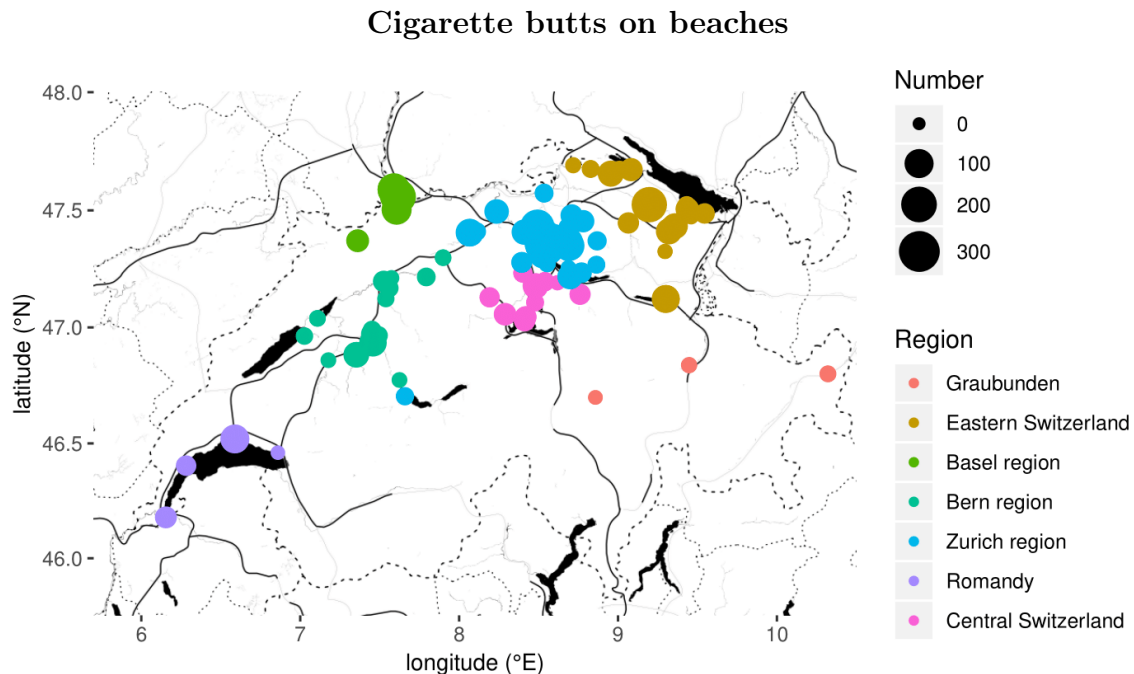 Cigarette butts on beaches
48.0
47.5
47.0
46.5
46.0
latitude (°N)
6 7 8 9 10
longitude (°E)
Number
0
100
200
300
Region
Graubunden
Eastern Switzerland
Basel region
Bern region
Zurich region
Romandy
Central Switzerland